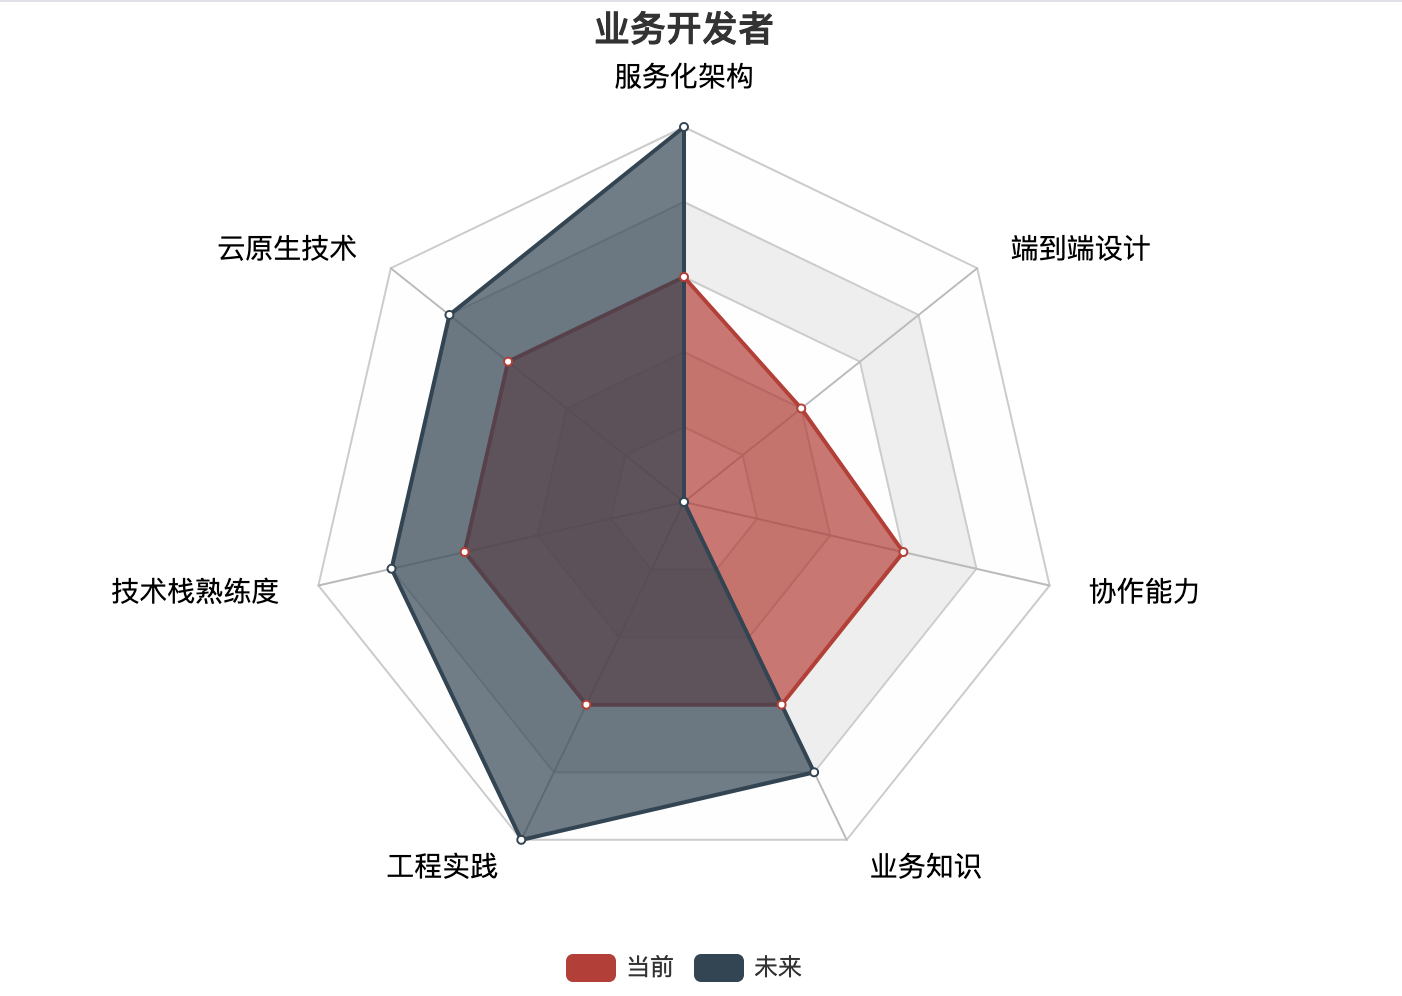 业务开发者
服务化架构
云原生技术
端到端设计
技术栈熟练度
协作能力
工程实践
业务知识
当前
未来